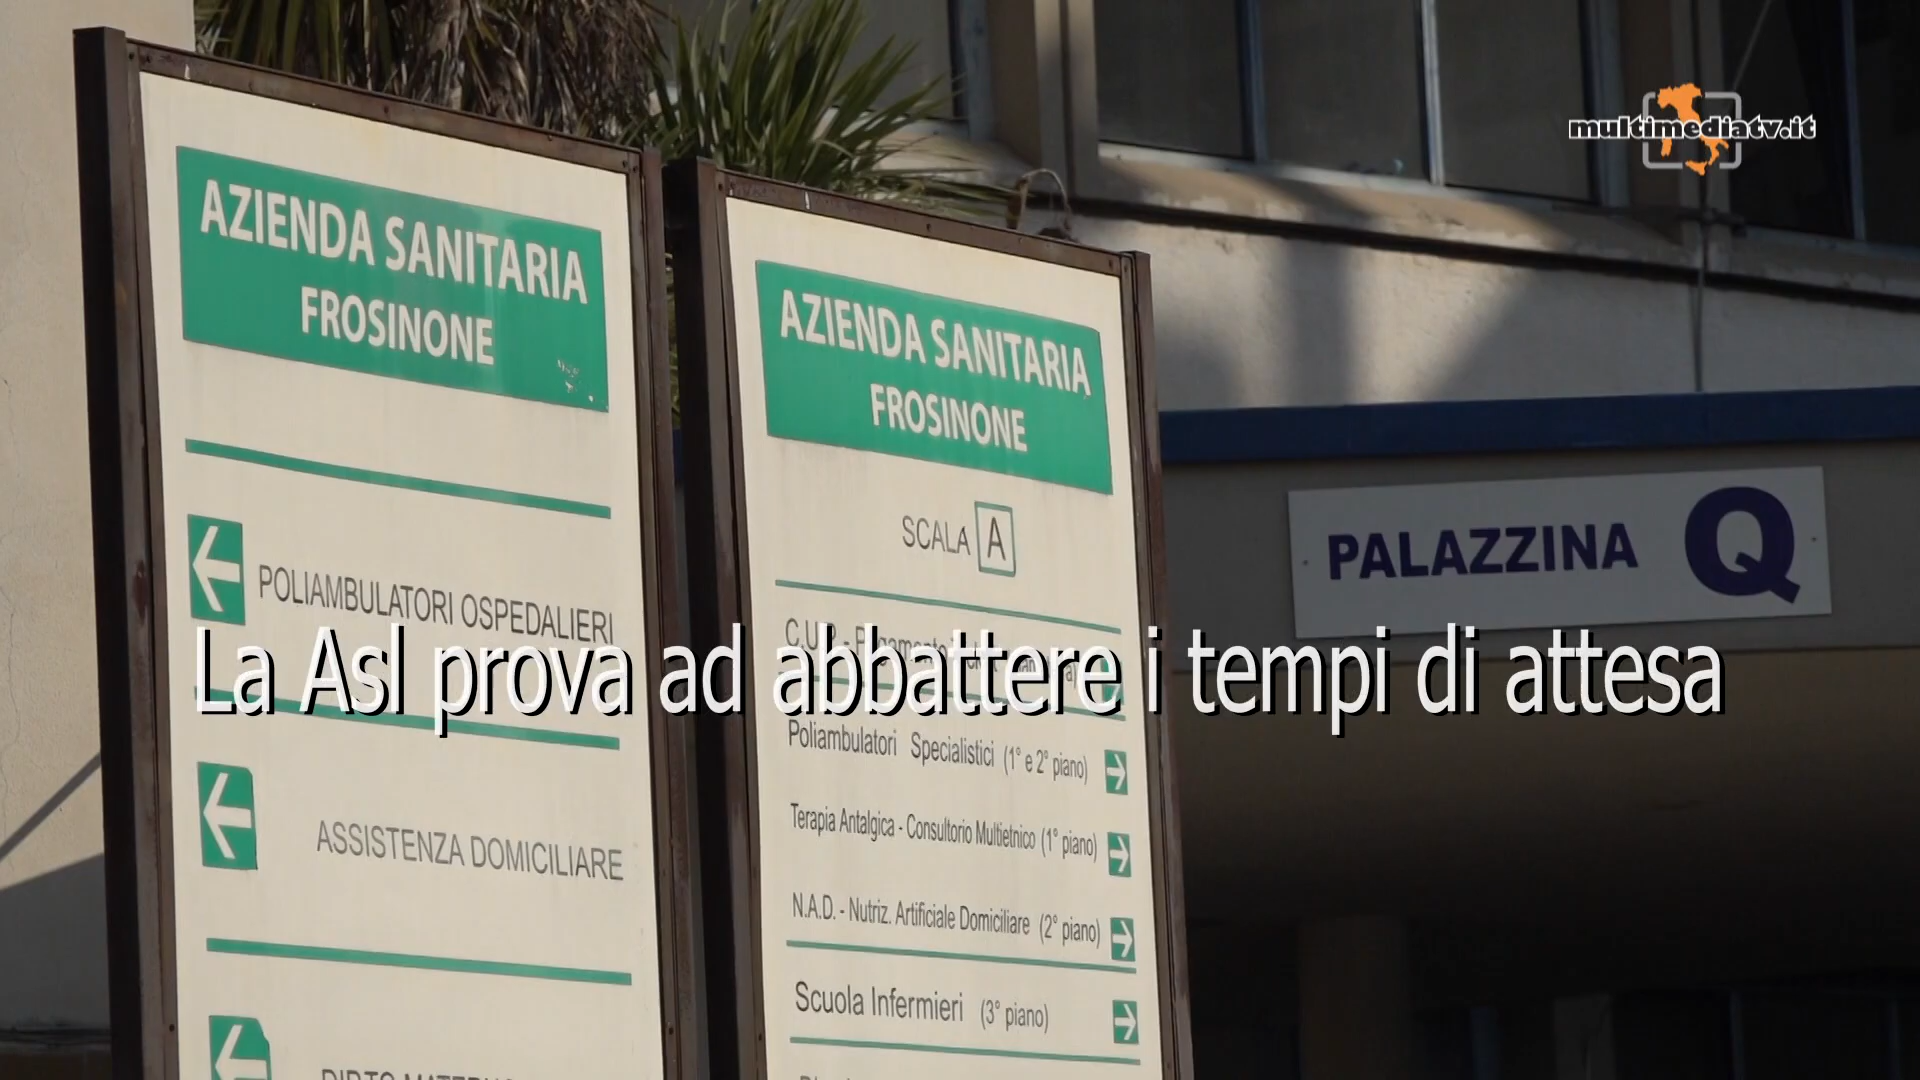 multimediatv.it
AZIENDA SANITARIA
FROSINONE
POLIAMBULATORI OSPEDALIERI
ASSISTENZA DOMICILIARE
AZIENDA SANITARIA
FROSINONE
SCALA A
C.U.P. - Pagamento
Poliambulatori Specialistici (1° e 2° piano)
Terapia Antalgica - Consultorio Multietnico (1° piano)
N.A.D. - Nutriz. Artificiale Domiciliare (2° piano)
Scuola Infermieri (3° piano)
PALAZZINA Q
La Asl prova ad abbattere i tempi di attesa